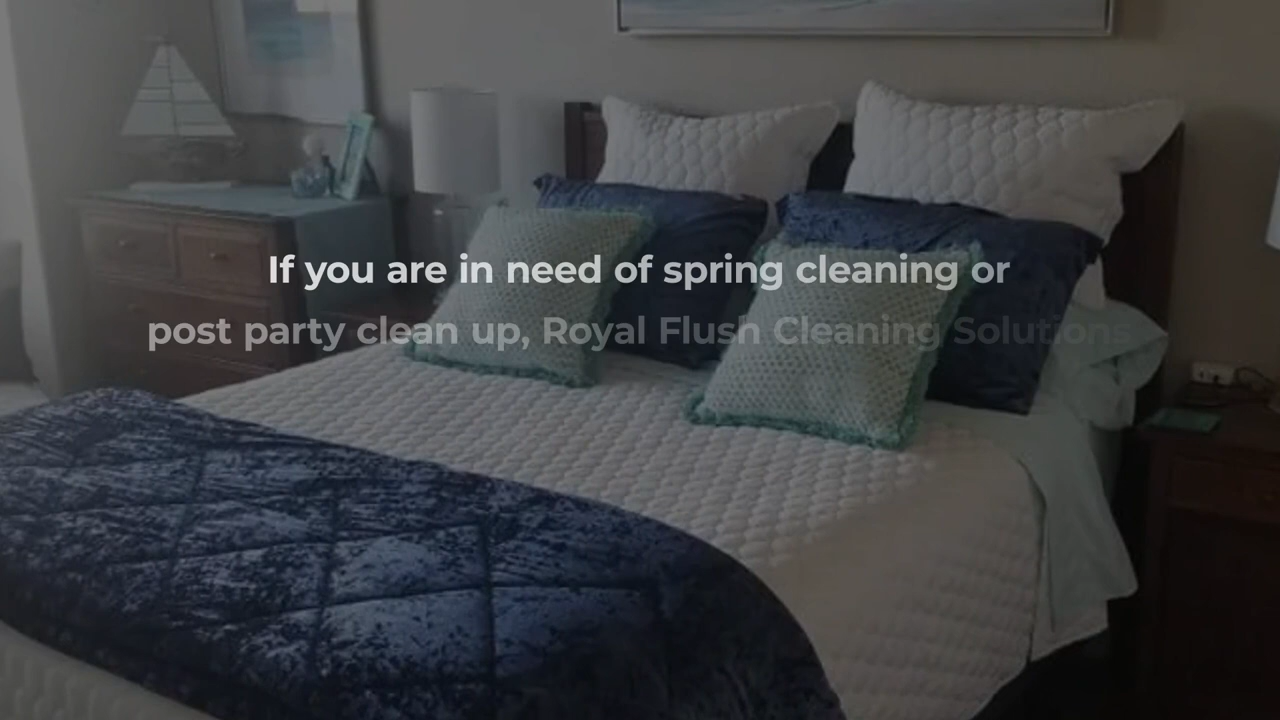 If you are in need of spring cleaning or
post party clean up, Royal Flush Cleaning Solutions